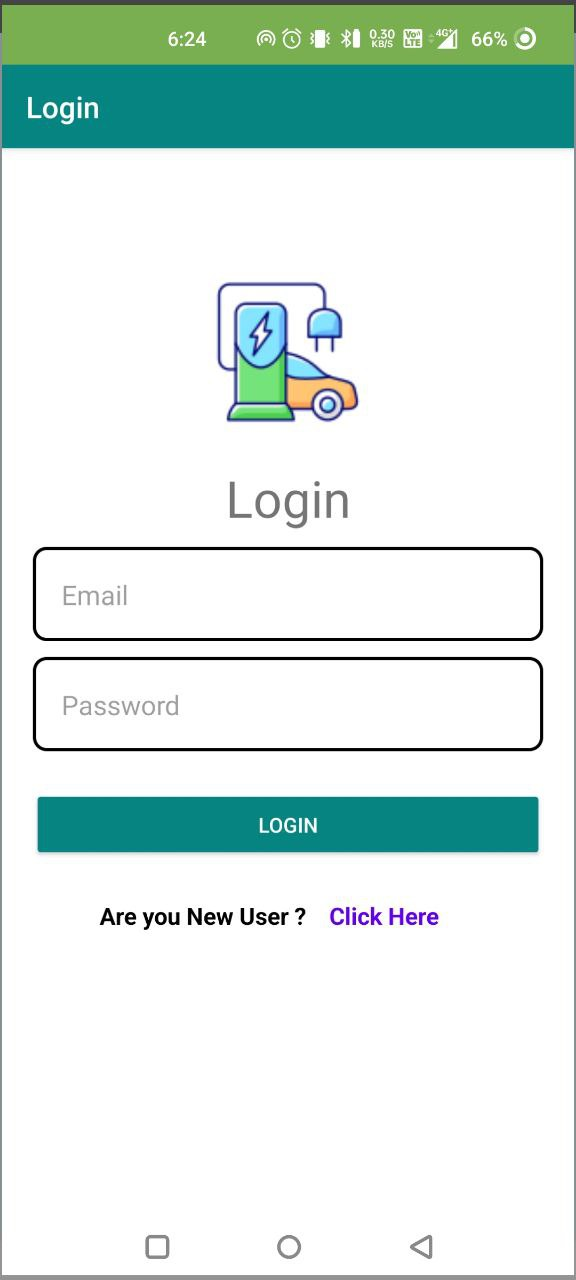 6:24 0.30 KB/S Vo LTE 4G+ 66%
Login
Login
Email
Password
LOGIN
Are you New User ? Click Here